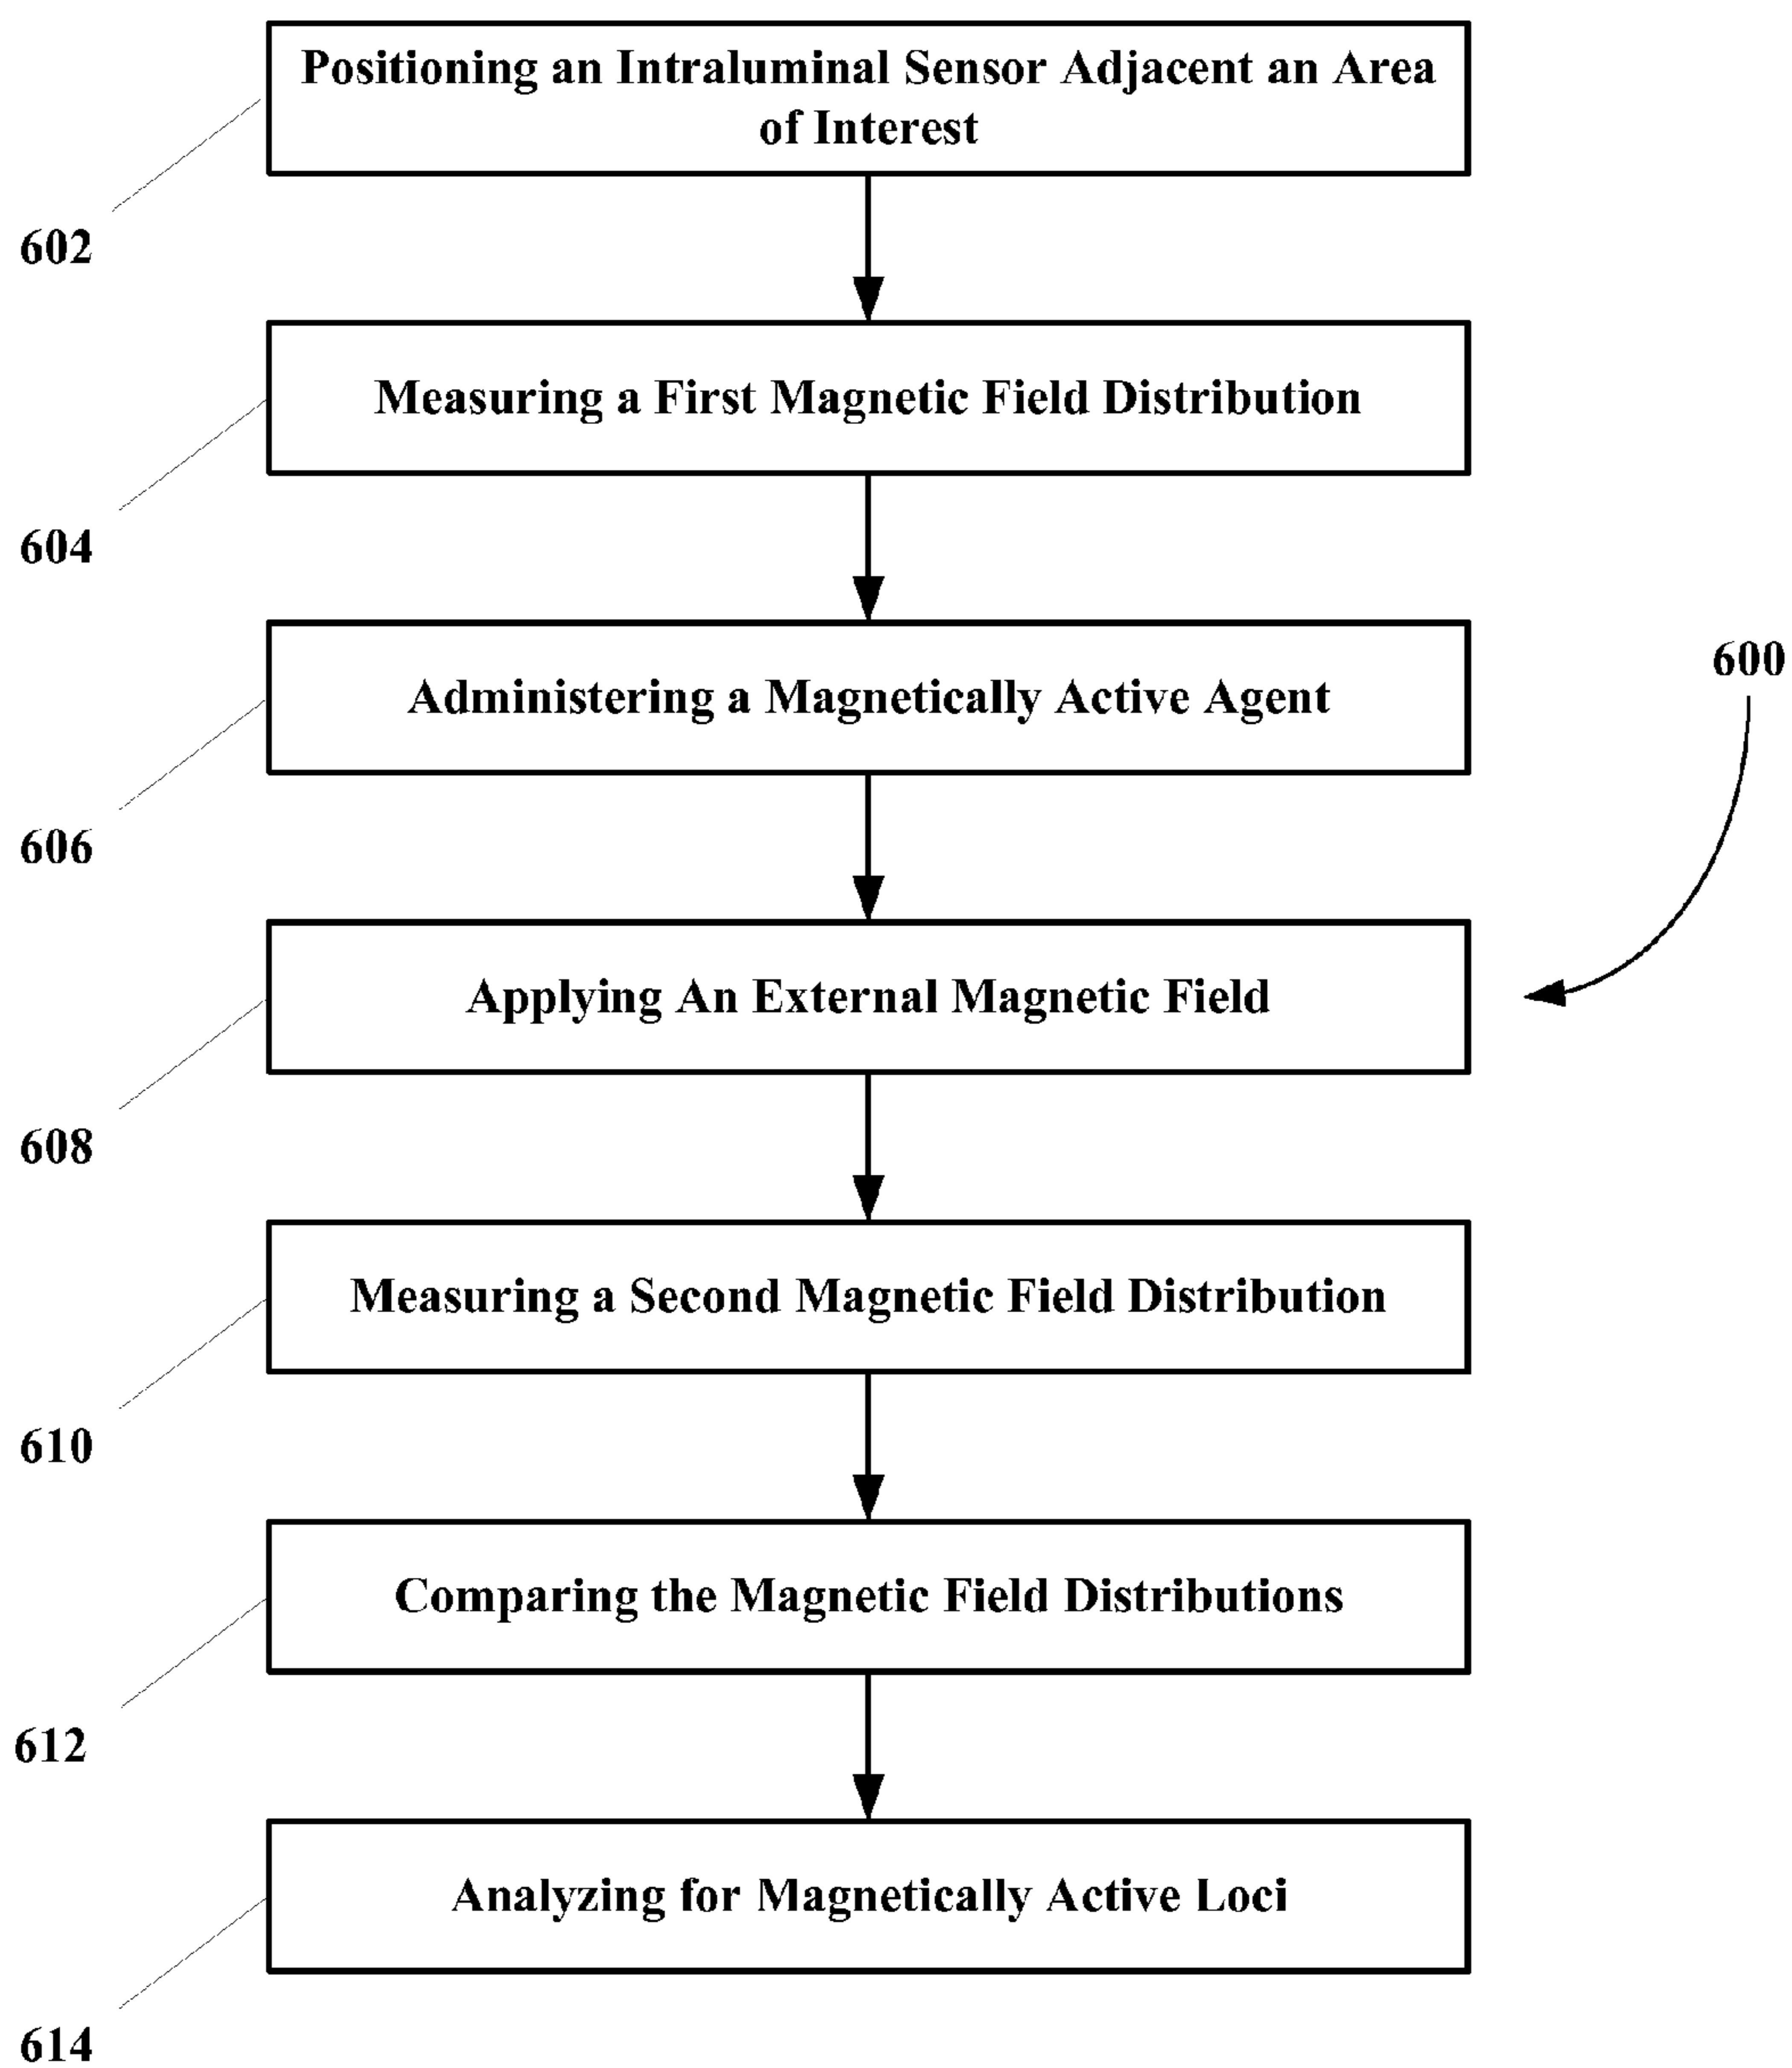 Positioning an Intraluminal Sensor Adjacent an Area
of Interest
602
Measuring a First Magnetic Field Distribution
604
Administering a Magnetically Active Agent
600
606
Applying An External Magnetic Field
608
Measuring a Second Magnetic Field Distribution
610
Comparing the Magnetic Field Distributions
612
Analyzing for Magnetically Active Loci
614